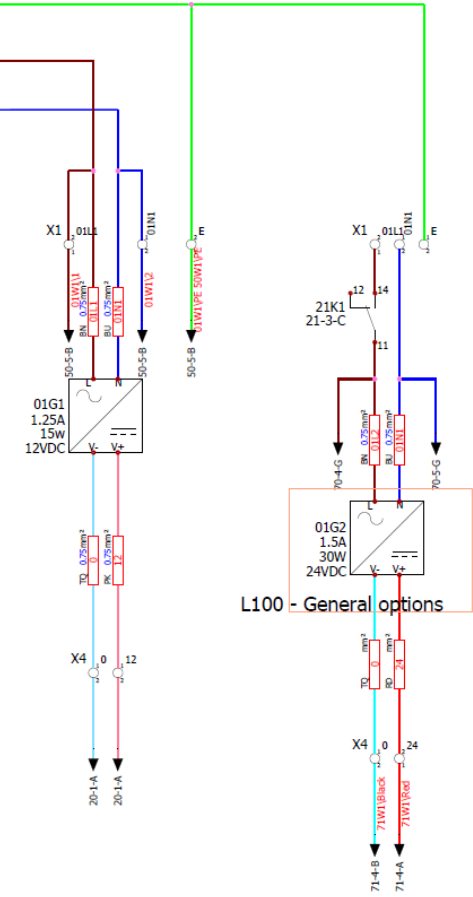 X1
01L1
01N1
E
01W1\1
01W1\2
01W1\PE 50W1\PE
BN 0.75mm²
01L1
BU 0.75mm²
01N1
50-5-B
50-5-B
50-5-B
L
N
01G1
1.25A
15w
12VDC
V-
V+
TQ 0.75mm²
0
PK 0.75mm²
12
X4
0
12
20-1-A
20-1-A
X1
01L1
01N1
E
12
14
21K1
21-3-C
11
70-4-G
BN 0.75mm²
01L2
BU 0.75mm²
01N1
70-5-G
L
N
01G2
1.5A
30W
24VDC
V-
V+
L100 - General options
TQ mm²
0
RD mm²
24
X4
0
24
71W1\Black
71W1\Red
71-4-B
71-4-A